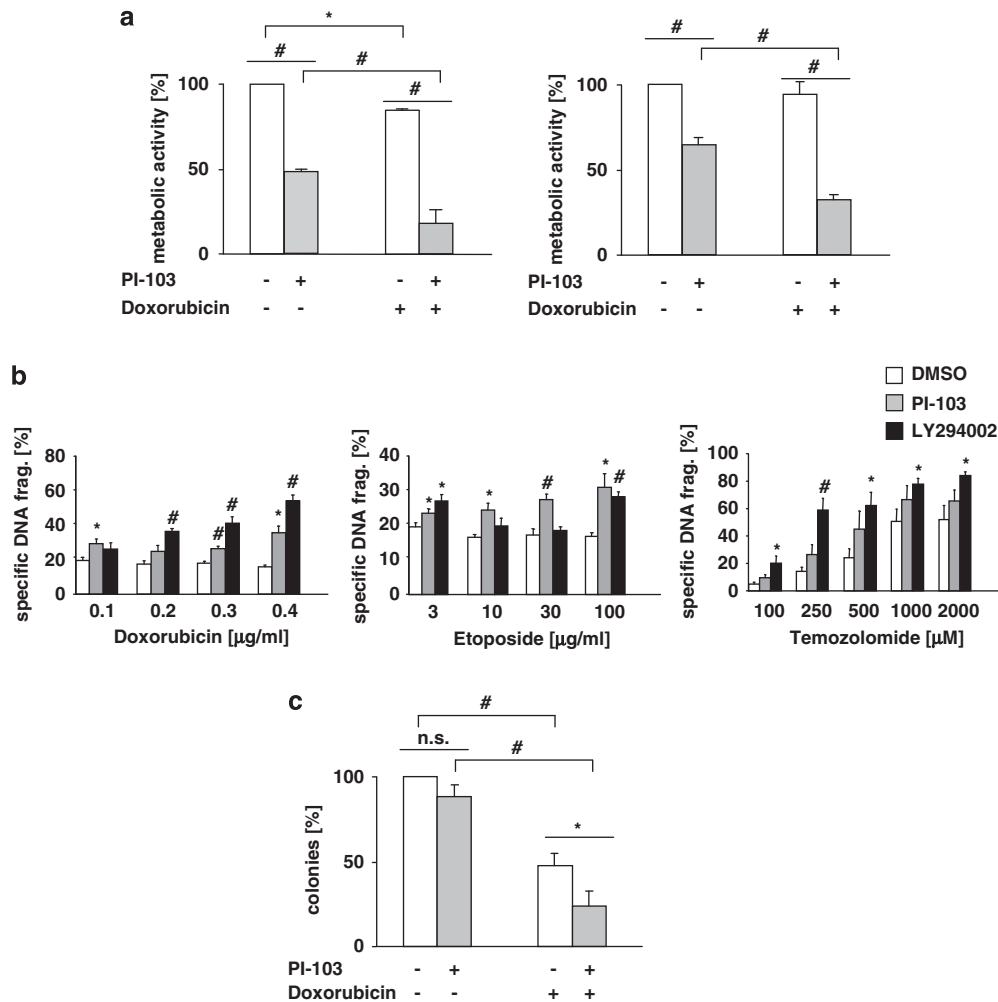 a
*
#
#
#
metabolic activity [%]
100
50
0
PI-103 - + - +
Doxorubicin - - + +
#
#
#
metabolic activity [%]
100
50
0
PI-103 - + - +
Doxorubicin - - + +
b
DMSO
PI-103
LY294002
specific DNA frag. [%]
80
60
40
20
0
* # # # * #
0.1 0.2 0.3 0.4
Doxorubicin [µg/ml]
specific DNA frag. [%]
40
30
20
10
0
* * * # * #
3 10 30 100
Etoposide [µg/ml]
specific DNA frag. [%]
100
80
60
40
20
0
* # * * *
100 250 500 1000 2000
Temozolomide [µM]
c
#
n.s.
#
*
colonies [%]
100
50
0
PI-103 - + - +
Doxorubicin - - + +